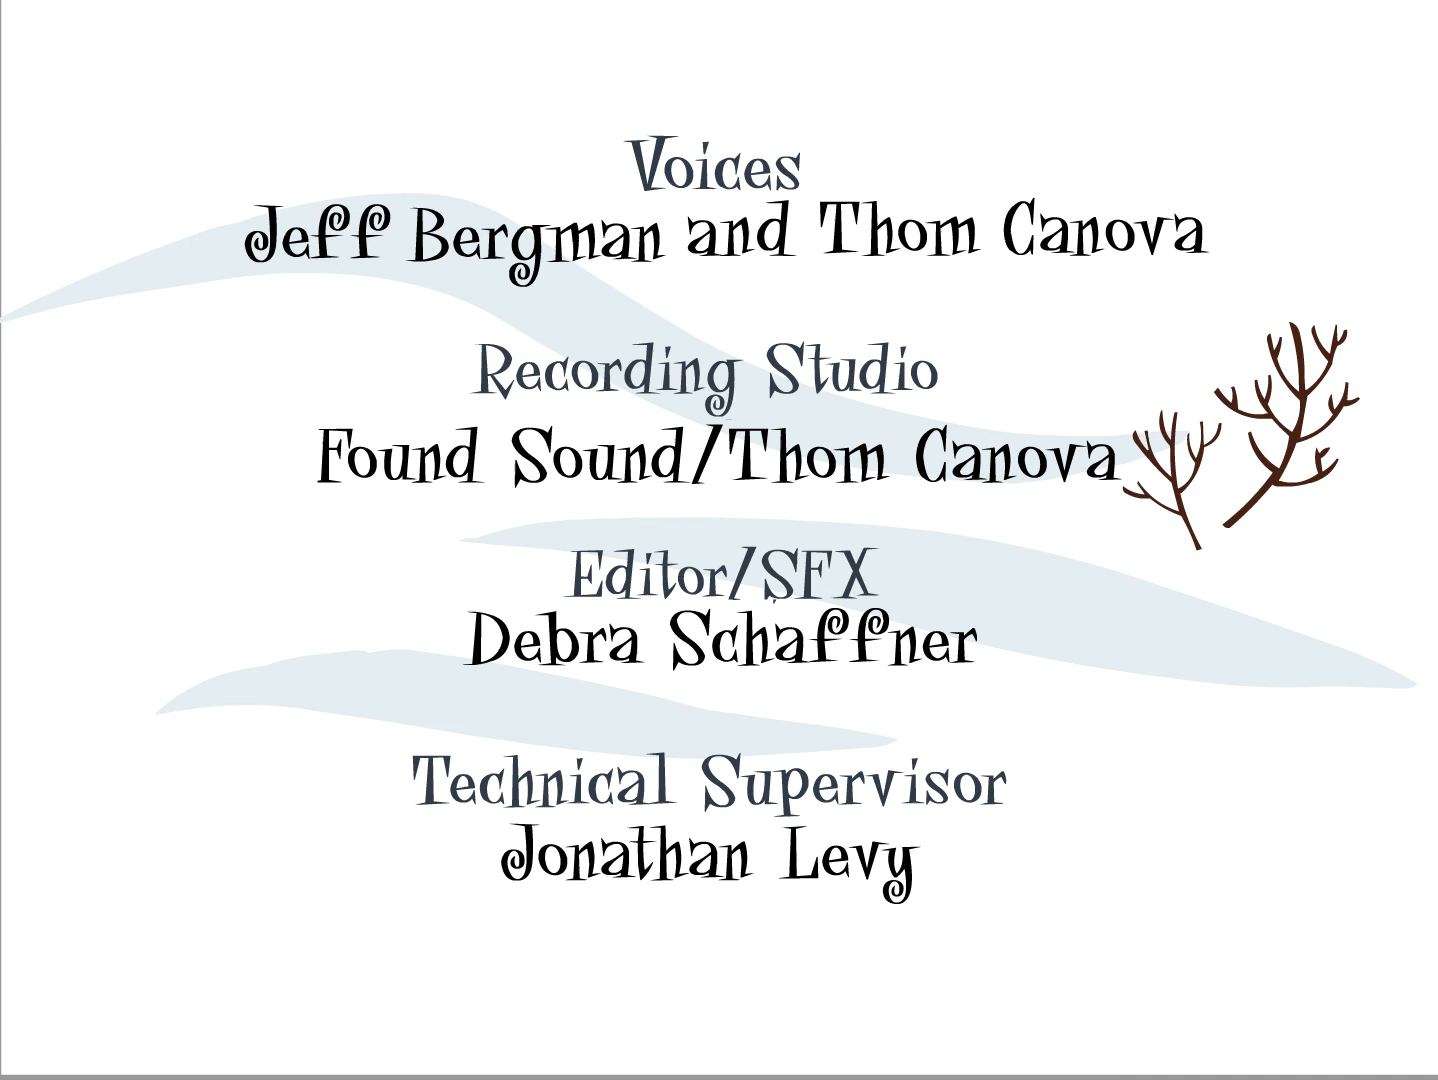 Voices
Jeff Bergman and Thom Canova
Recording Studio
Found Sound/Thom Canova
Editor/SFX
Debra Schaffner
Technical Supervisor
Jonathan Levy